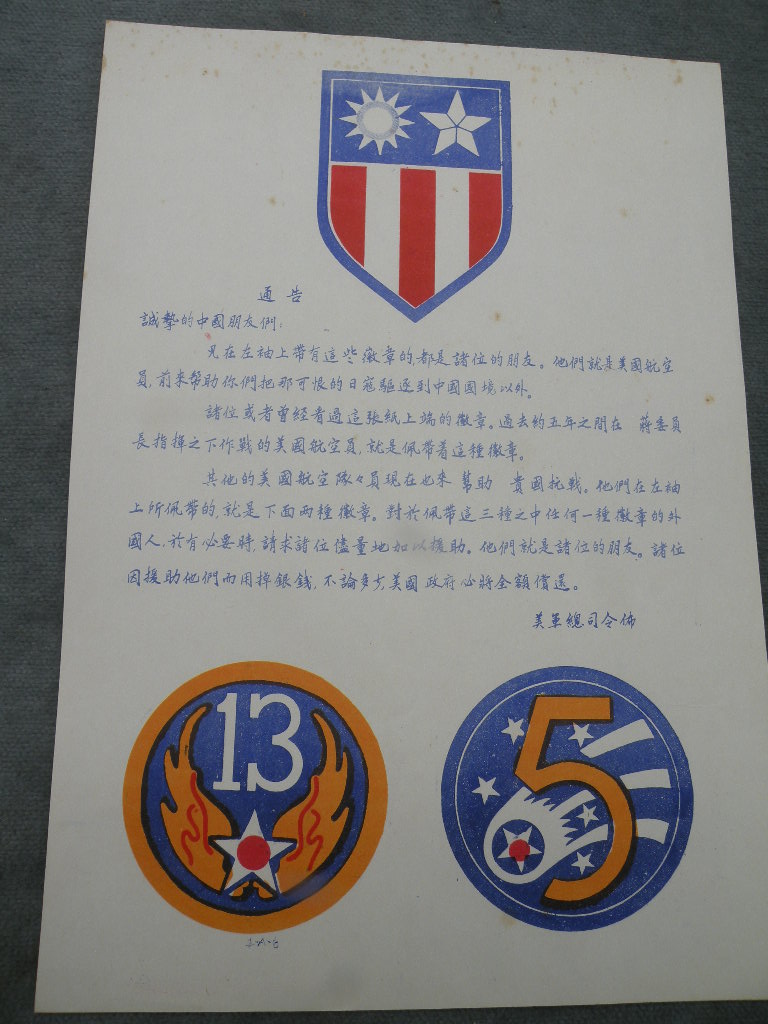 通告
誠摯的中國朋友們:
凡在左袖上带有這些徽章的,都是諸位的朋友。他們就是美國航空
員,前來幫助你們把那可恨的日寇驅逐到中國國境以外。
諸位或者曾經看過這張紙上端的徽章。過去約五年之間在 蔣委員
長指揮之下作戰的美國航空員,就是佩带着這種徽章。
其他的美國航空隊々員現在也來幫助 貴國抗戰。他們在左袖
上所佩带的,就是下面两種徽章。對於佩带這三種之中任何一種徽章的外
國人,於有必要時,請求諸位儘量地加以援助。他們就是諸位的朋友。諸位
因援助他們而用掉銀錢,不論多少,美國政府必將全額償還。
美軍總司令佈
13
5